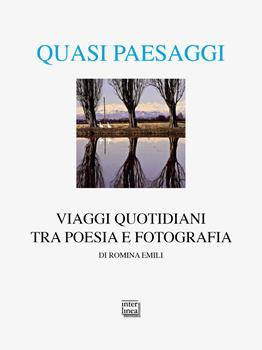 QUASI PAESAGGI
VIAGGI QUOTIDIANI
TRA POESIA E FOTOGRAFIA
DI ROMINA EMILI
inter
linea